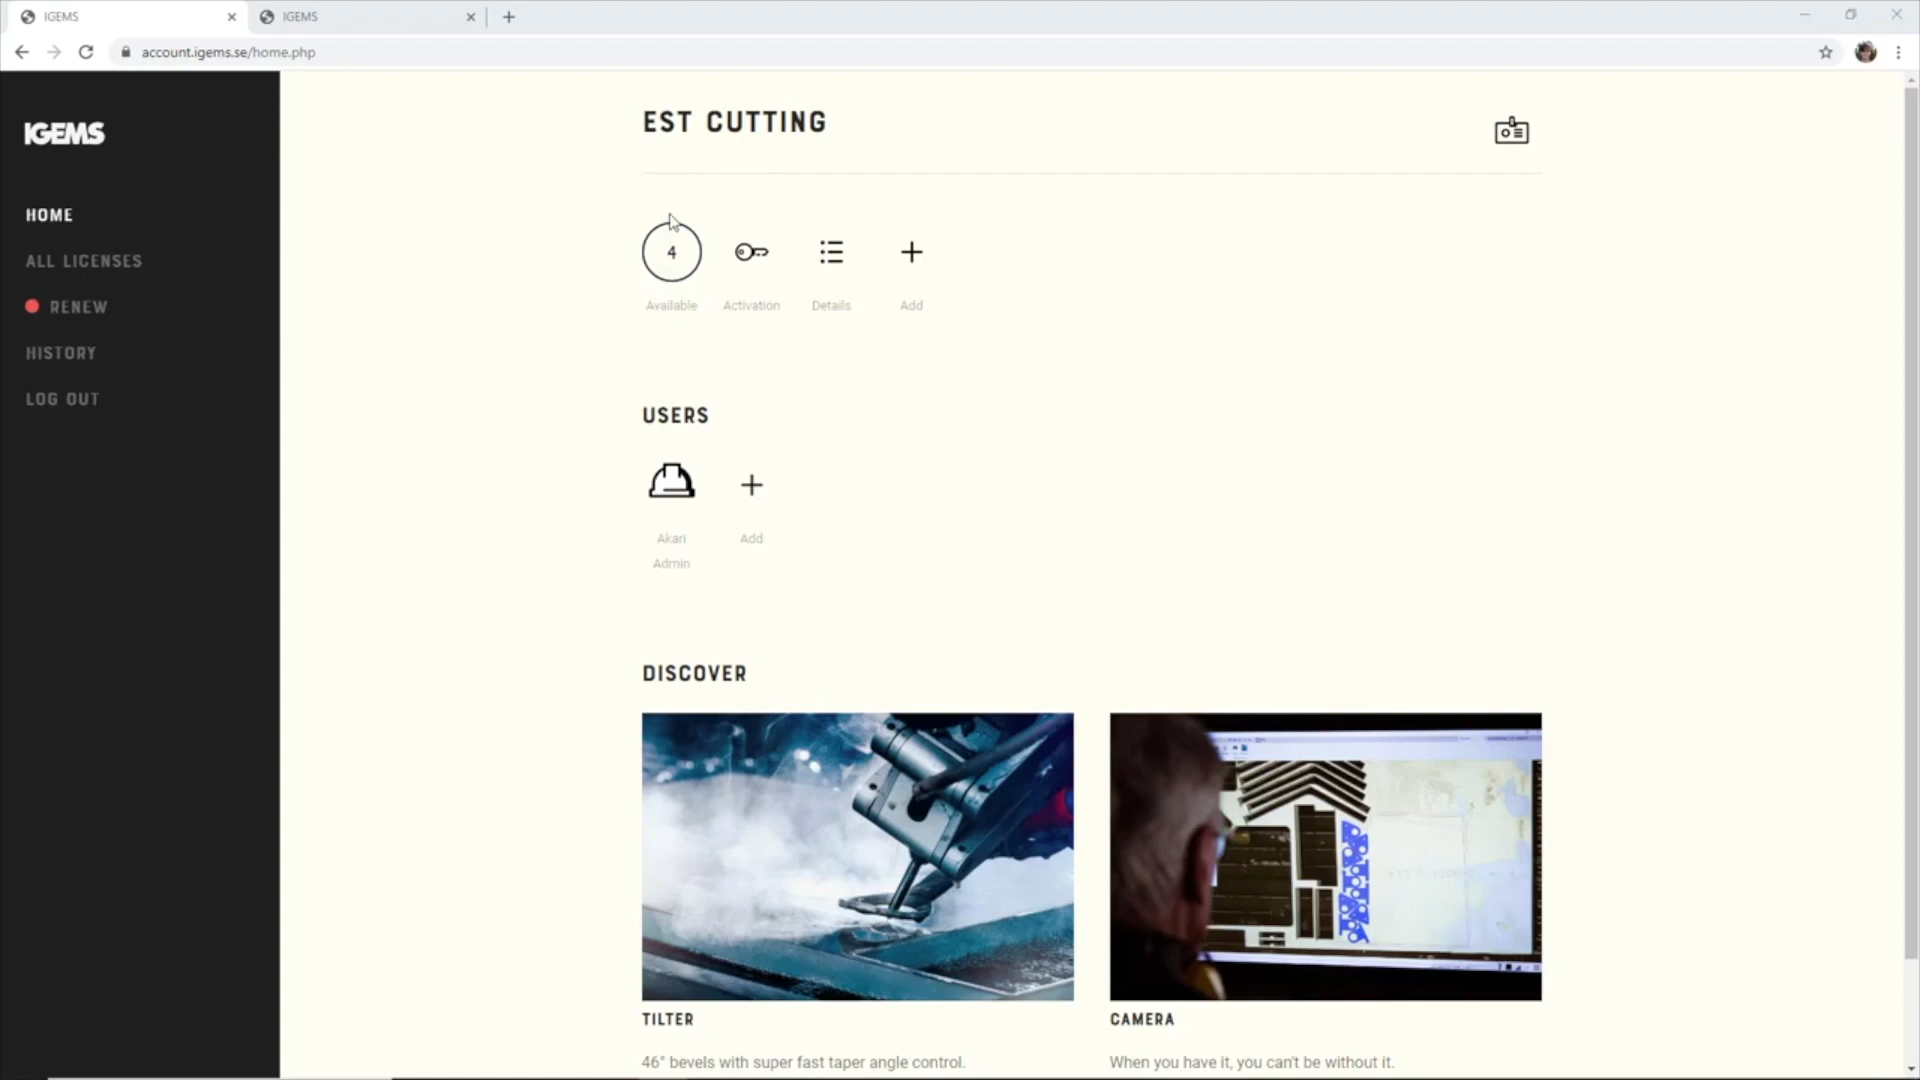 IGEMS
IGEMS
account.igems.se/home.php
IGEMS
HOME
ALL LICENSES
RENEW
HISTORY
LOG OUT
EST CUTTING
4
Available
Activation
Details
Add
USERS
Akari
Admin
Add
DISCOVER
TILTER
46° bevels with super fast taper angle control.
CAMERA
When you have it, you can't be without it.